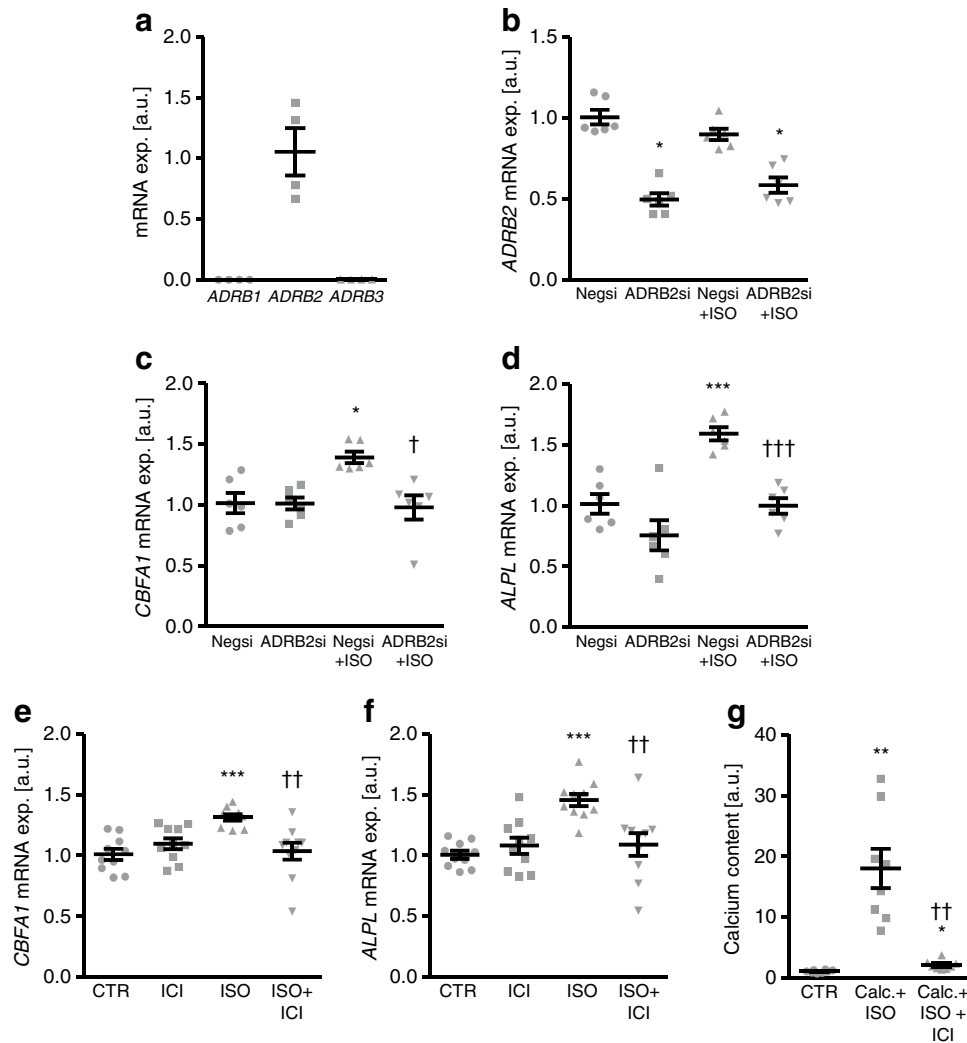 a
mRNA exp. [a.u.]
2.0
1.5
1.0
0.5
0.0
ADRB1 ADRB2 ADRB3
b
ADRB2 mRNA exp. [a.u.]
1.5
1.0
0.5
0.0
* *
Negsi ADRB2si Negsi ADRB2si
+ISO +ISO
c
CBFA1 mRNA exp. [a.u.]
2.0
1.5
1.0
0.5
0.0
*
†
Negsi ADRB2si Negsi ADRB2si
+ISO +ISO
d
ALPL mRNA exp. [a.u.]
2.0
1.5
1.0
0.5
0.0
***
†††
Negsi ADRB2si Negsi ADRB2si
+ISO +ISO
e
CBFA1 mRNA exp. [a.u.]
2.0
1.5
1.0
0.5
0.0
*** ††
CTR ICI ISO ISO+
ICI
f
ALPL mRNA exp. [a.u.]
2.0
1.5
1.0
0.5
0.0
*** ††
CTR ICI ISO ISO+
ICI
g
Calcium content [a.u.]
40
30
20
10
0
**
††
*
CTR Calc.+ Calc.+
ISO ISO +
ICI